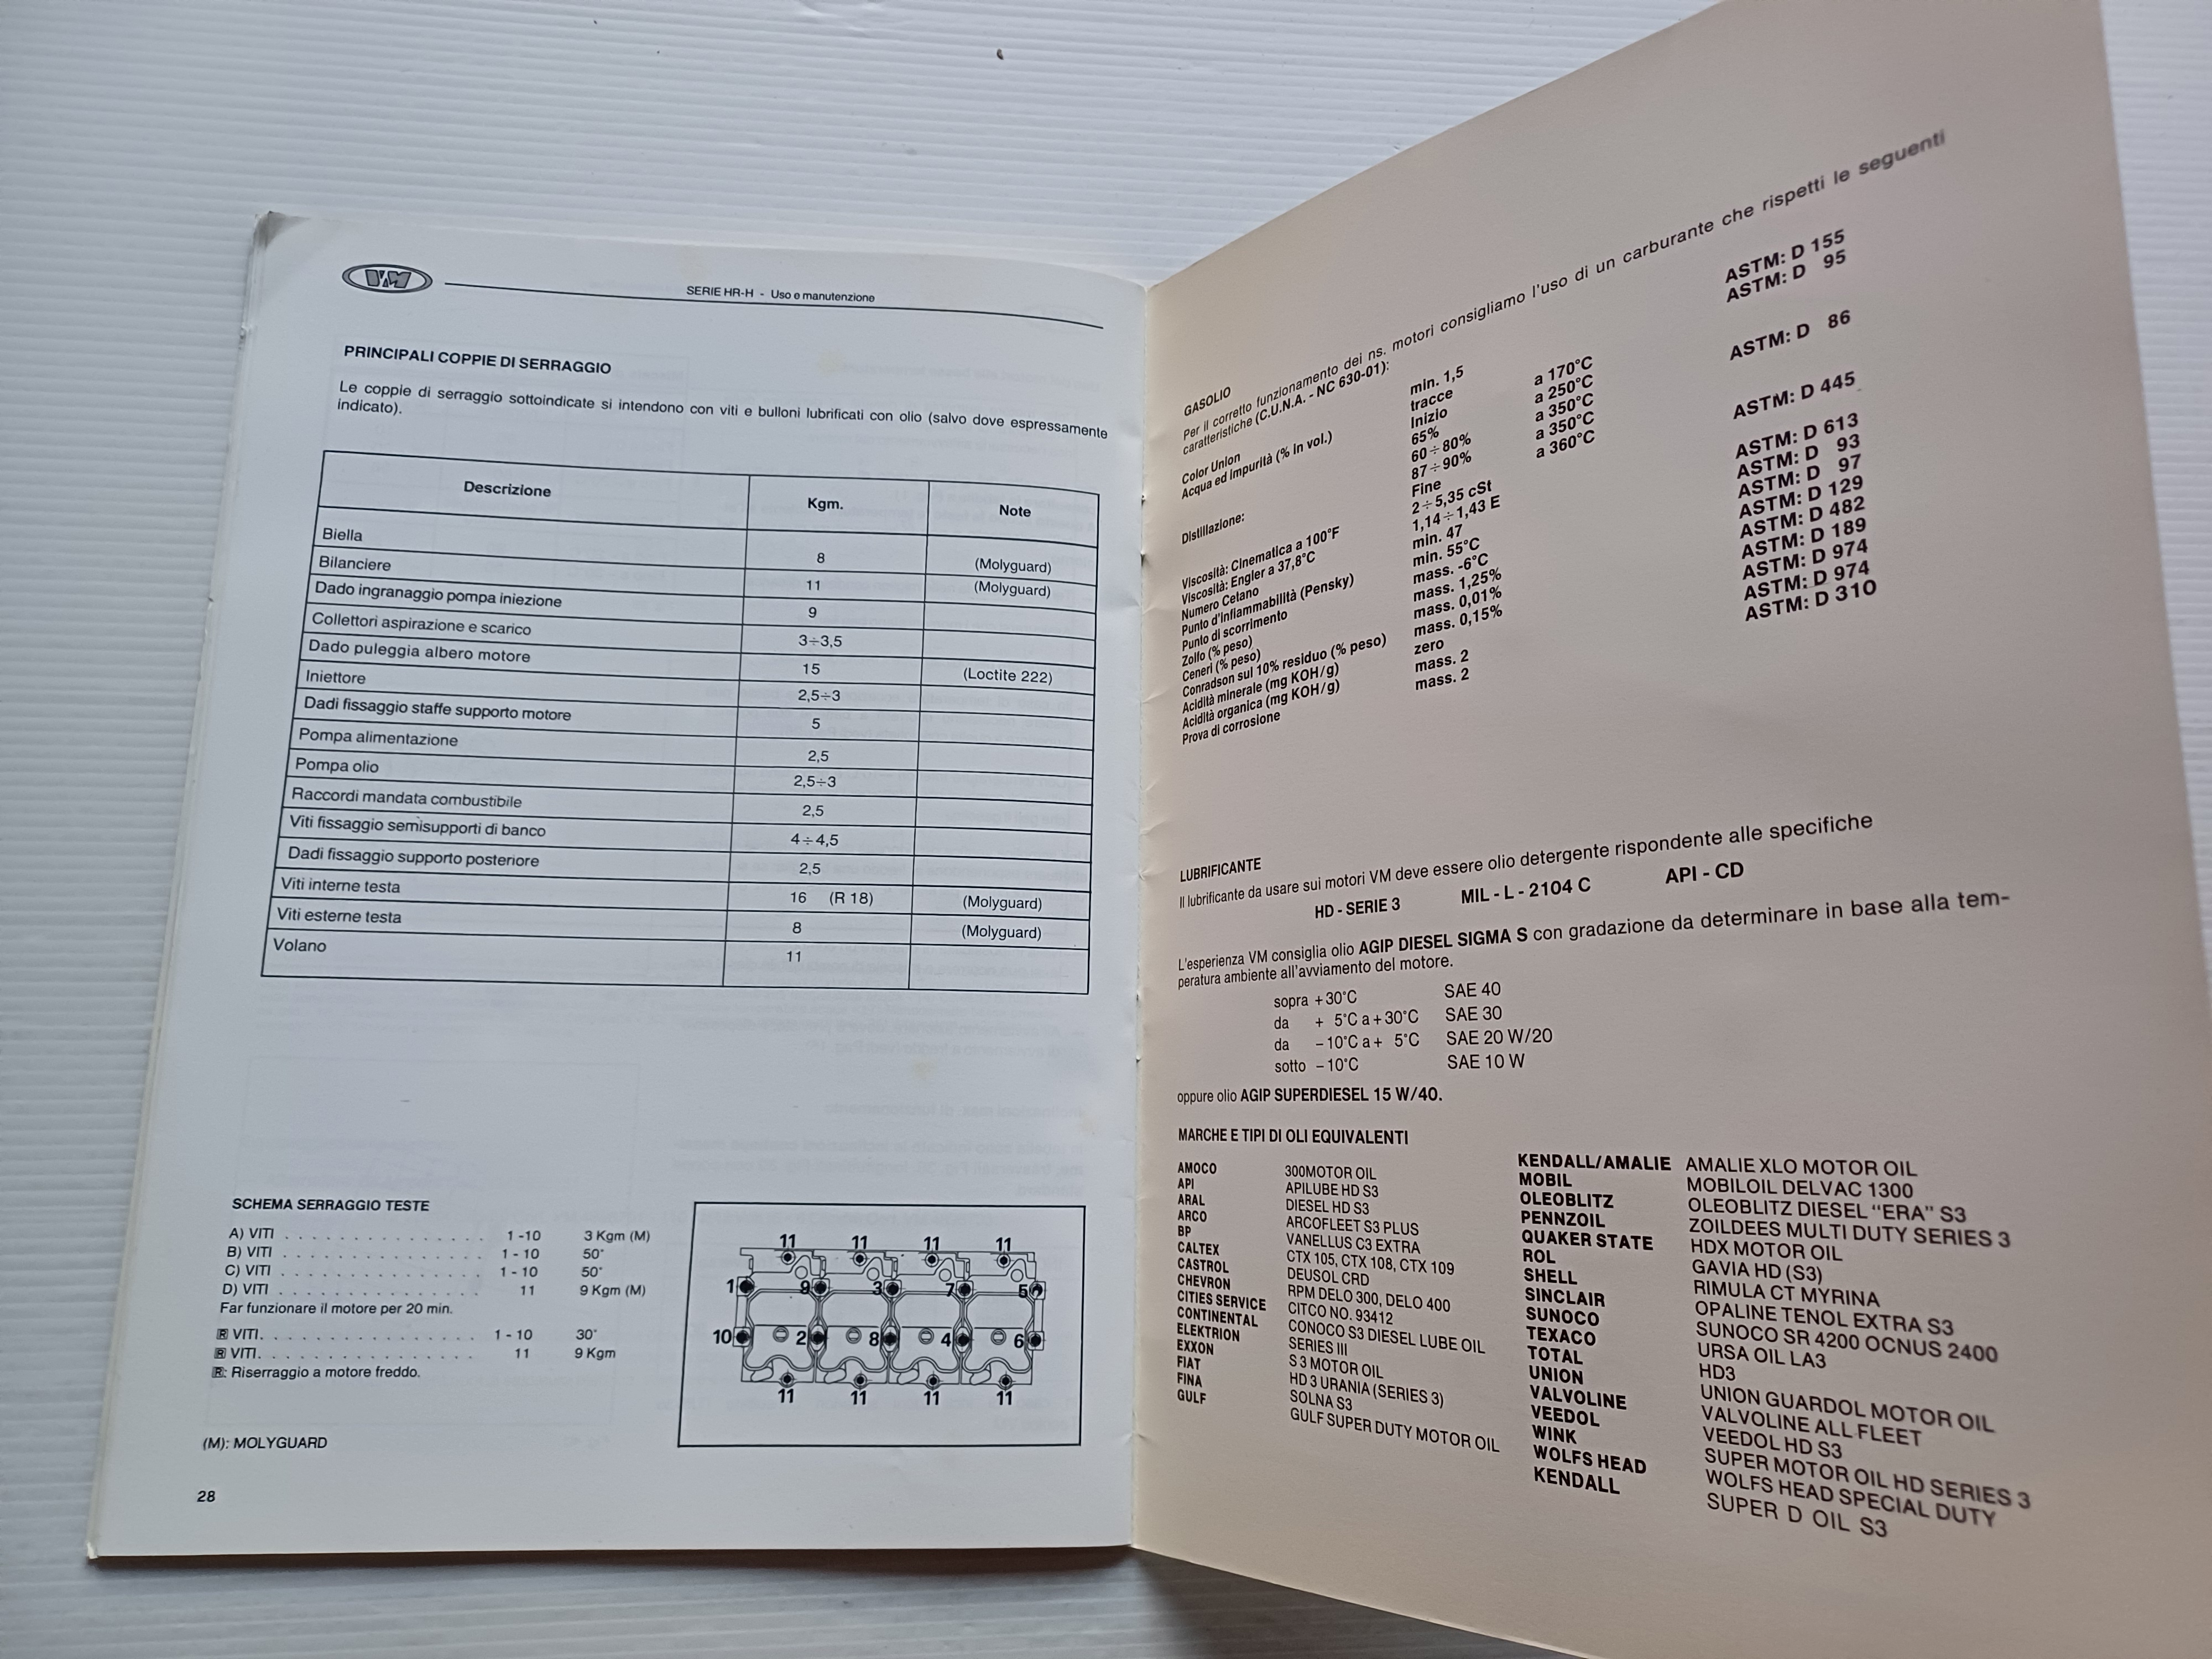 VM
SERIE HR-H - Uso e manutenzione
PRINCIPALI COPPIE DI SERRAGGIO
Le coppie di serraggio sottoindicate si intendono con viti e bulloni lubrificati con olio (salvo dove espressamente
indicato).
Descrizione Kgm. Note
Biella 8 (Molyguard)
Bilanciere 11 (Molyguard)
Dado ingranaggio pompa iniezione 9
Collettori aspirazione e scarico 3÷3,5
Dado puleggia albero motore 15 (Loctite 222)
Iniettore 2,5÷3
Dadi fissaggio staffe supporto motore 5
Pompa alimentazione 2,5
Pompa olio 2,5÷3
Raccordi mandata combustibile 2,5
Viti fissaggio semisupporti di banco 4÷4,5
Dadi fissaggio supporto posteriore 2,5
Viti interne testa 16 (R 18) (Molyguard)
Viti esterne testa 8 (Molyguard)
Volano 11
SCHEMA SERRAGGIO TESTE
A) VITI . . . . . . . . . . . . . . . 1 -10 3 Kgm (M)
B) VITI . . . . . . . . . . . . . . . 1 - 10 50°
C) VITI . . . . . . . . . . . . . . . 1 - 10 50°
D) VITI . . . . . . . . . . . . . . . 11 9 Kgm (M)
Far funzionare il motore per 20 min.
R VITI. . . . . . . . . . . . . . . . 1 - 10 30°
R VITI. . . . . . . . . . . . . . . . 11 9 Kgm
R: Riserraggio a motore freddo.
11 11 11 11
1 9 3 7 5
10 2 8 4 6
11 11 11 11
(M): MOLYGUARD
28
GASOLIO
Per il corretto funzionamento dei ns. motori consigliamo l'uso di un carburante che rispetti le seguenti
caratteristiche (C.U.N.A. - NC 630-01):
Color Union min. 1,5 ASTM: D 155
Acqua ed impurità (% in vol.) tracce ASTM: D 95
Distillazione: Inizio a 170°C ASTM: D 86
65% a 250°C
60÷80% a 350°C
87÷90% a 350°C
Fine a 360°C
Viscosità: Cinematica a 100°F 2÷5,35 cSt ASTM: D 445
Viscosità: Engler a 37,8°C 1,14÷1,43 E
Numero Cetano min. 47 ASTM: D 613
Punto d'infiammabilità (Pensky) min. 55°C ASTM: D 93
Punto di scorrimento mass. -6°C ASTM: D 97
Zolfo (% peso) mass. 1,25% ASTM: D 129
Ceneri (% peso) mass. 0,01% ASTM: D 482
Conradson sul 10% residuo (% peso) mass. 0,15% ASTM: D 189
Acidità minerale (mg KOH/g) zero ASTM: D 974
Acidità organica (mg KOH/g) mass. 2 ASTM: D 974
Prova di corrosione mass. 2 ASTM: D 310
LUBRIFICANTE
Il lubrificante da usare sui motori VM deve essere olio detergente rispondente alle specifiche
HD - SERIE 3 MIL - L - 2104 C API - CD
L'esperienza VM consiglia olio AGIP DIESEL SIGMA S con gradazione da determinare in base alla tem-
peratura ambiente all'avviamento del motore.
sopra +30°C SAE 40
da + 5°C a +30°C SAE 30
da −10°C a + 5°C SAE 20 W/20
sotto −10°C SAE 10 W
oppure olio AGIP SUPERDIESEL 15 W/40.
MARCHE E TIPI DI OLI EQUIVALENTI
AMOCO 300MOTOR OIL
API APILUBE HD S3
ARAL DIESEL HD S3
ARCO ARCOFLEET S3 PLUS
BP VANELLUS C3 EXTRA
CALTEX CTX 105, CTX 108, CTX 109
CASTROL DEUSOL CRD
CHEVRON RPM DELO 300, DELO 400
CITIES SERVICE CITCO NO. 93412
CONTINENTAL CONOCO S3 DIESEL LUBE OIL
ELEKTRION SERIES III
EXXON S 3 MOTOR OIL
FIAT HD 3 URANIA (SERIES 3)
FINA SOLNA S3
GULF GULF SUPER DUTY MOTOR OIL
KENDALL/AMALIE AMALIE XLO MOTOR OIL
MOBIL MOBILOIL DELVAC 1300
OLEOBLITZ OLEOBLITZ DIESEL "ERA" S3
PENNZOIL ZOILDEES MULTI DUTY SERIES 3
QUAKER STATE HDX MOTOR OIL
ROL GAVIA HD (S3)
SHELL RIMULA CT MYRINA
SINCLAIR OPALINE TENOL EXTRA S3
SUNOCO SUNOCO SR 4200 OCNUS 2400
TEXACO URSA OIL LA3
TOTAL HD3
UNION UNION GUARDOL MOTOR OIL
VALVOLINE VALVOLINE ALL FLEET
VEEDOL VEEDOL HD S3
WINK SUPER MOTOR OIL HD SERIES 3
WOLFS HEAD WOLFS HEAD SPECIAL DUTY
KENDALL SUPER D OIL S3